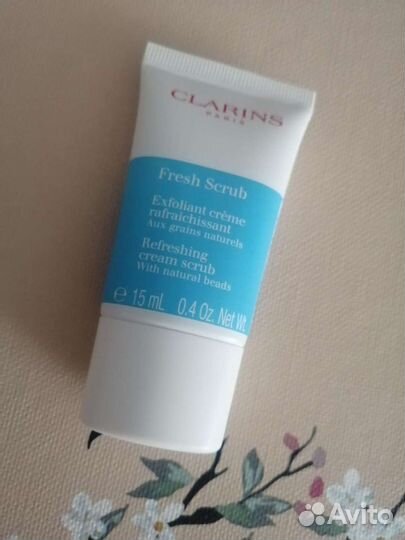 CLARINS
PARIS
Fresh Scrub
Exfoliant crème
rafraîchissant
Aux grains naturels
Refreshing
cream scrub
With natural beads
℮ 15 mL 0.4 Oz. Net Wt.
Avito